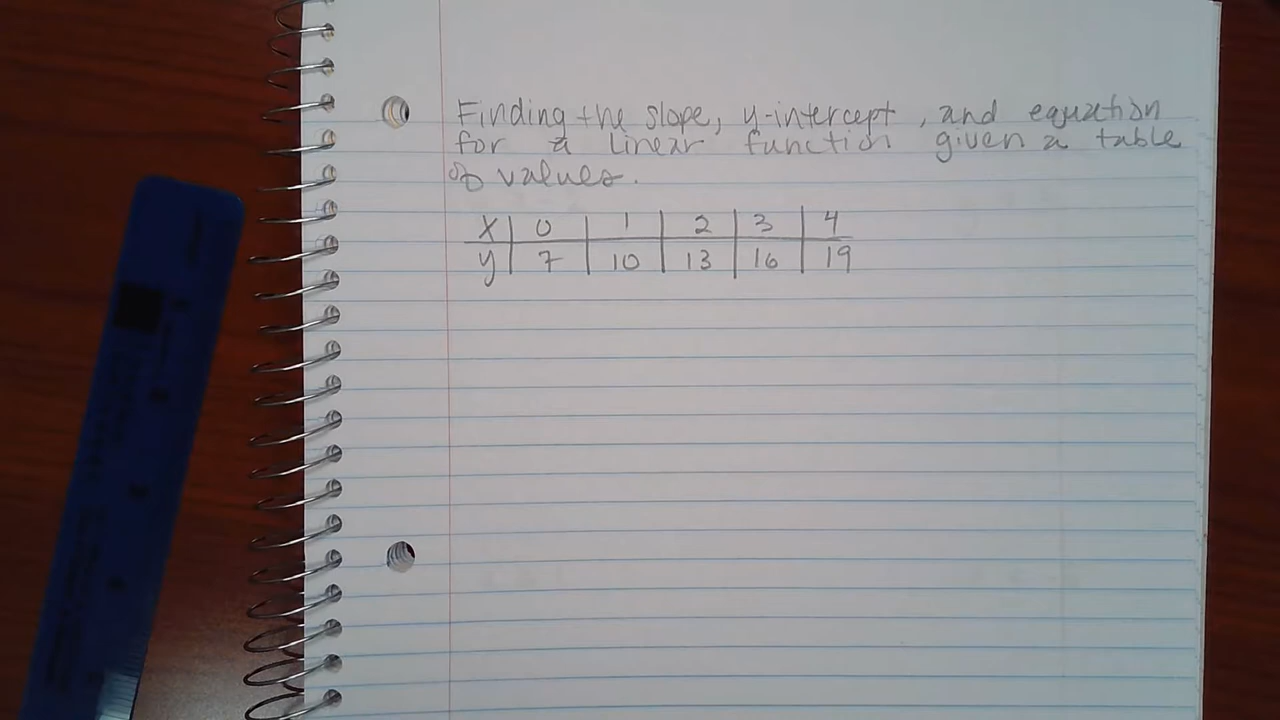 Finding the slope, y-intercept, and equation
for a linear function given a table
of values.
X 0 1 2 3 4
y 7 10 13 16 19